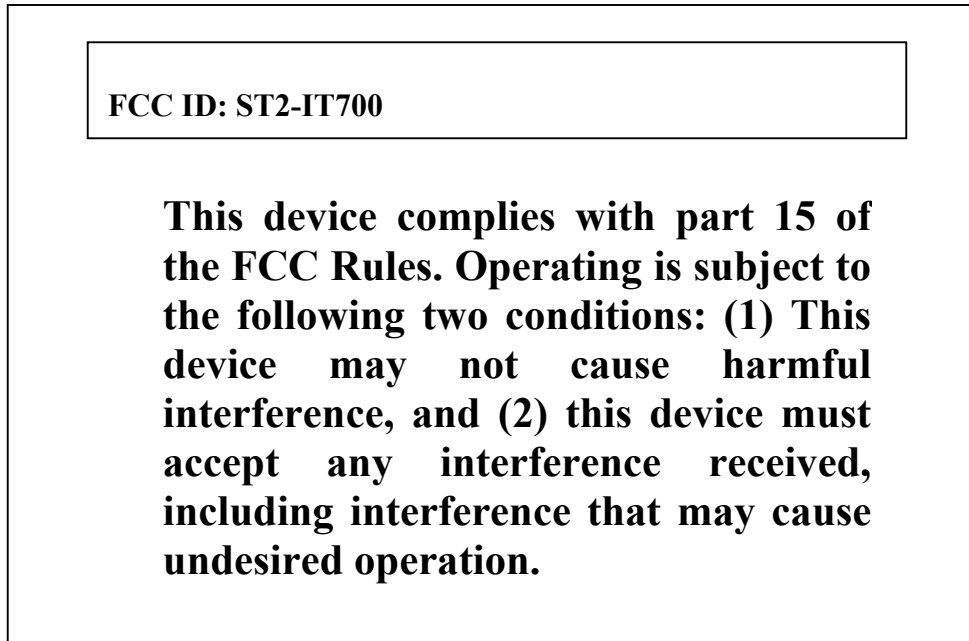 FCC ID: ST2-IT700
This device complies with part 15 of
the FCC Rules. Operating is subject to
the following two conditions: (1) This
device may not cause harmful
interference, and (2) this device must
accept any interference received,
including interference that may cause
undesired operation.